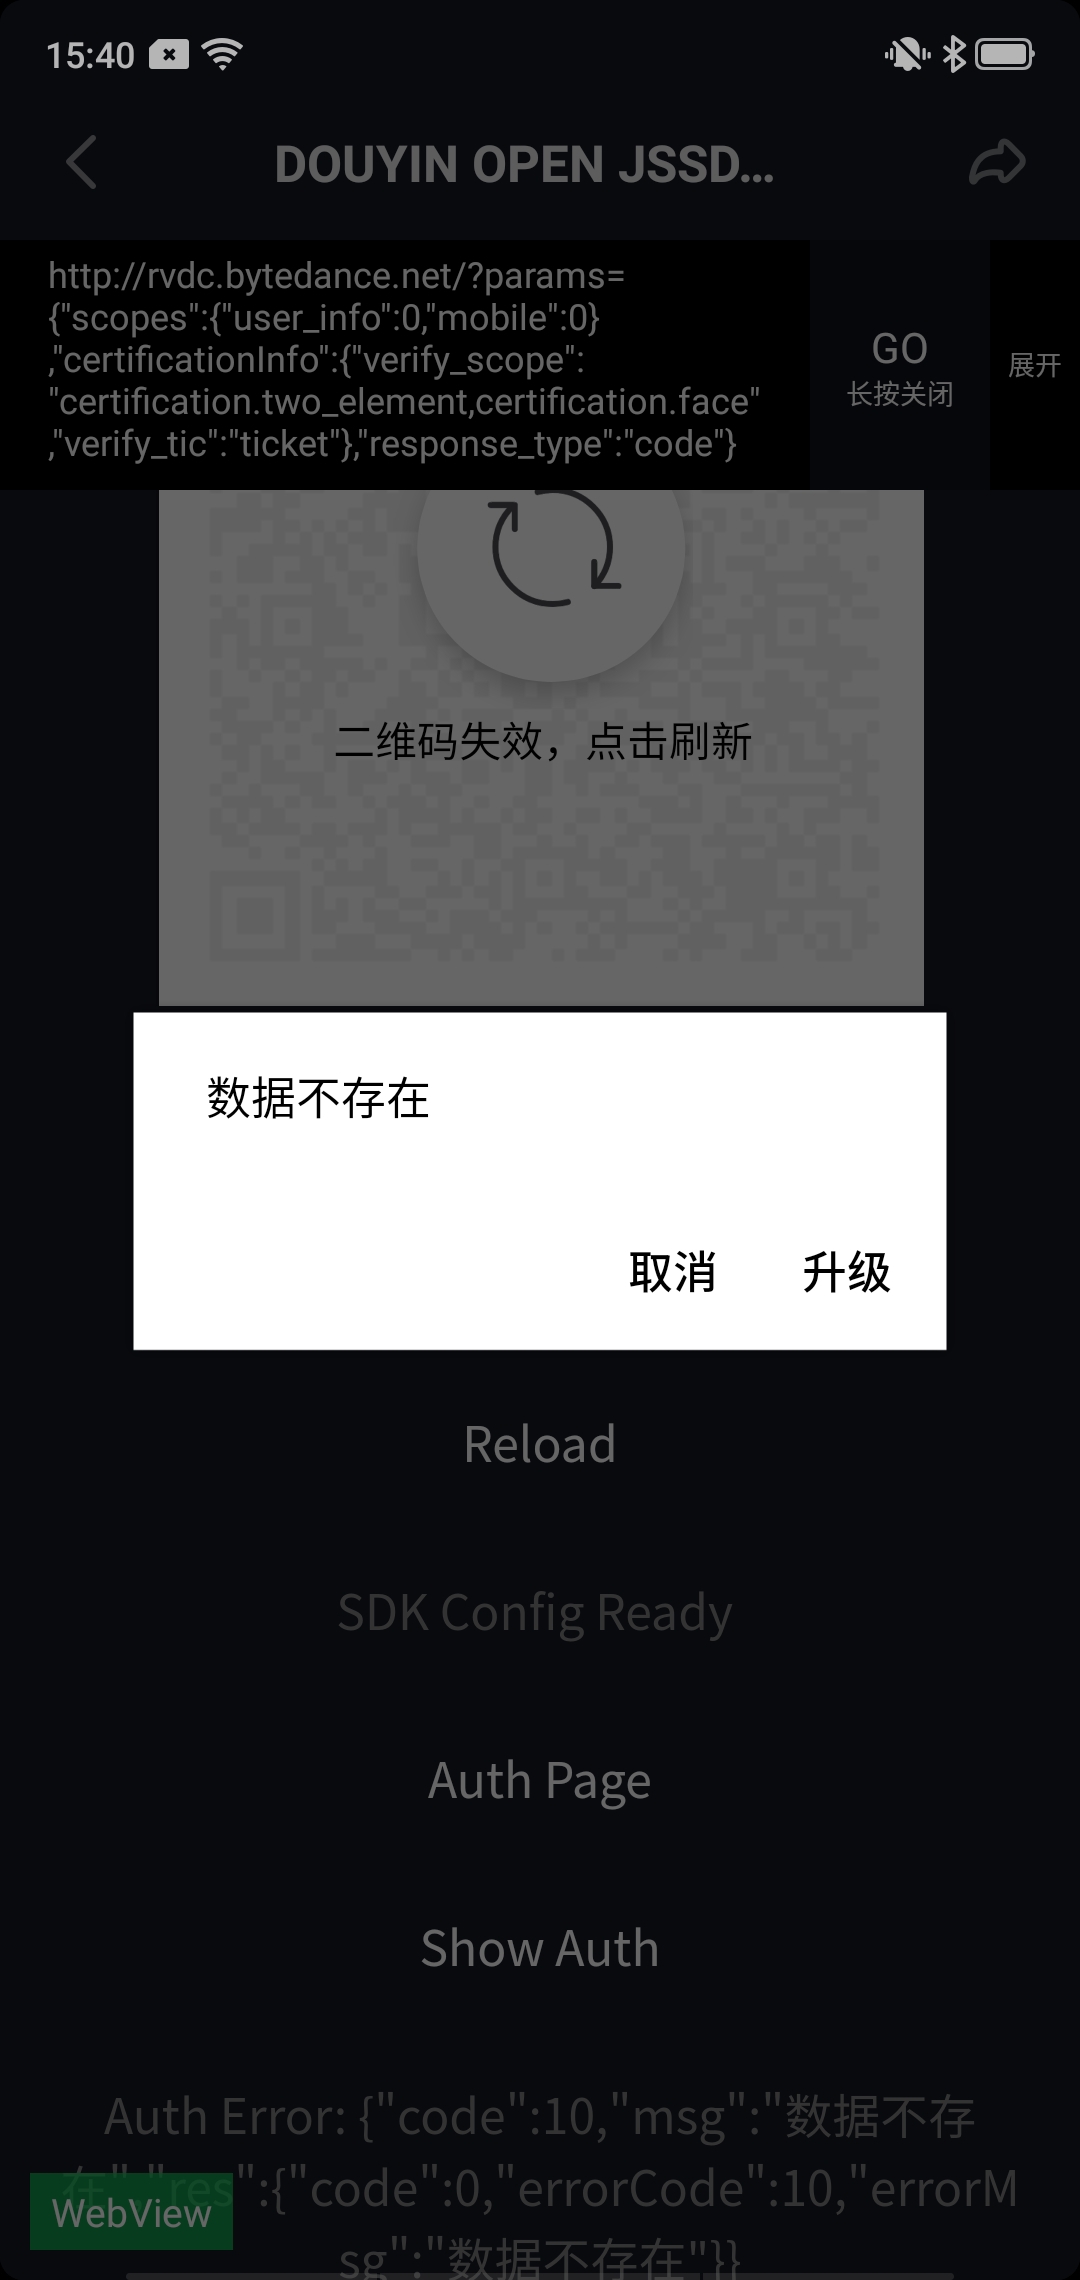 15:40
DOUYIN OPEN JSSD...
http://rvdc.bytedance.net/?params=
{"scopes":{"user_info":0,"mobile":0}
,"certificationInfo":{"verify_scope":
"certification.two_element,certification.face"
,"verify_tic":"ticket"},"response_type":"code"}
GO
长按关闭
展开
二维码失效，点击刷新
数据不存在
取消
升级
Reload
SDK Config Ready
Auth Page
Show Auth
Auth Error: {"code":10,"msg":"数据不存
在","res":{"code":0,"errorCode":10,"errorM
sg":"数据不存在"}}
WebView